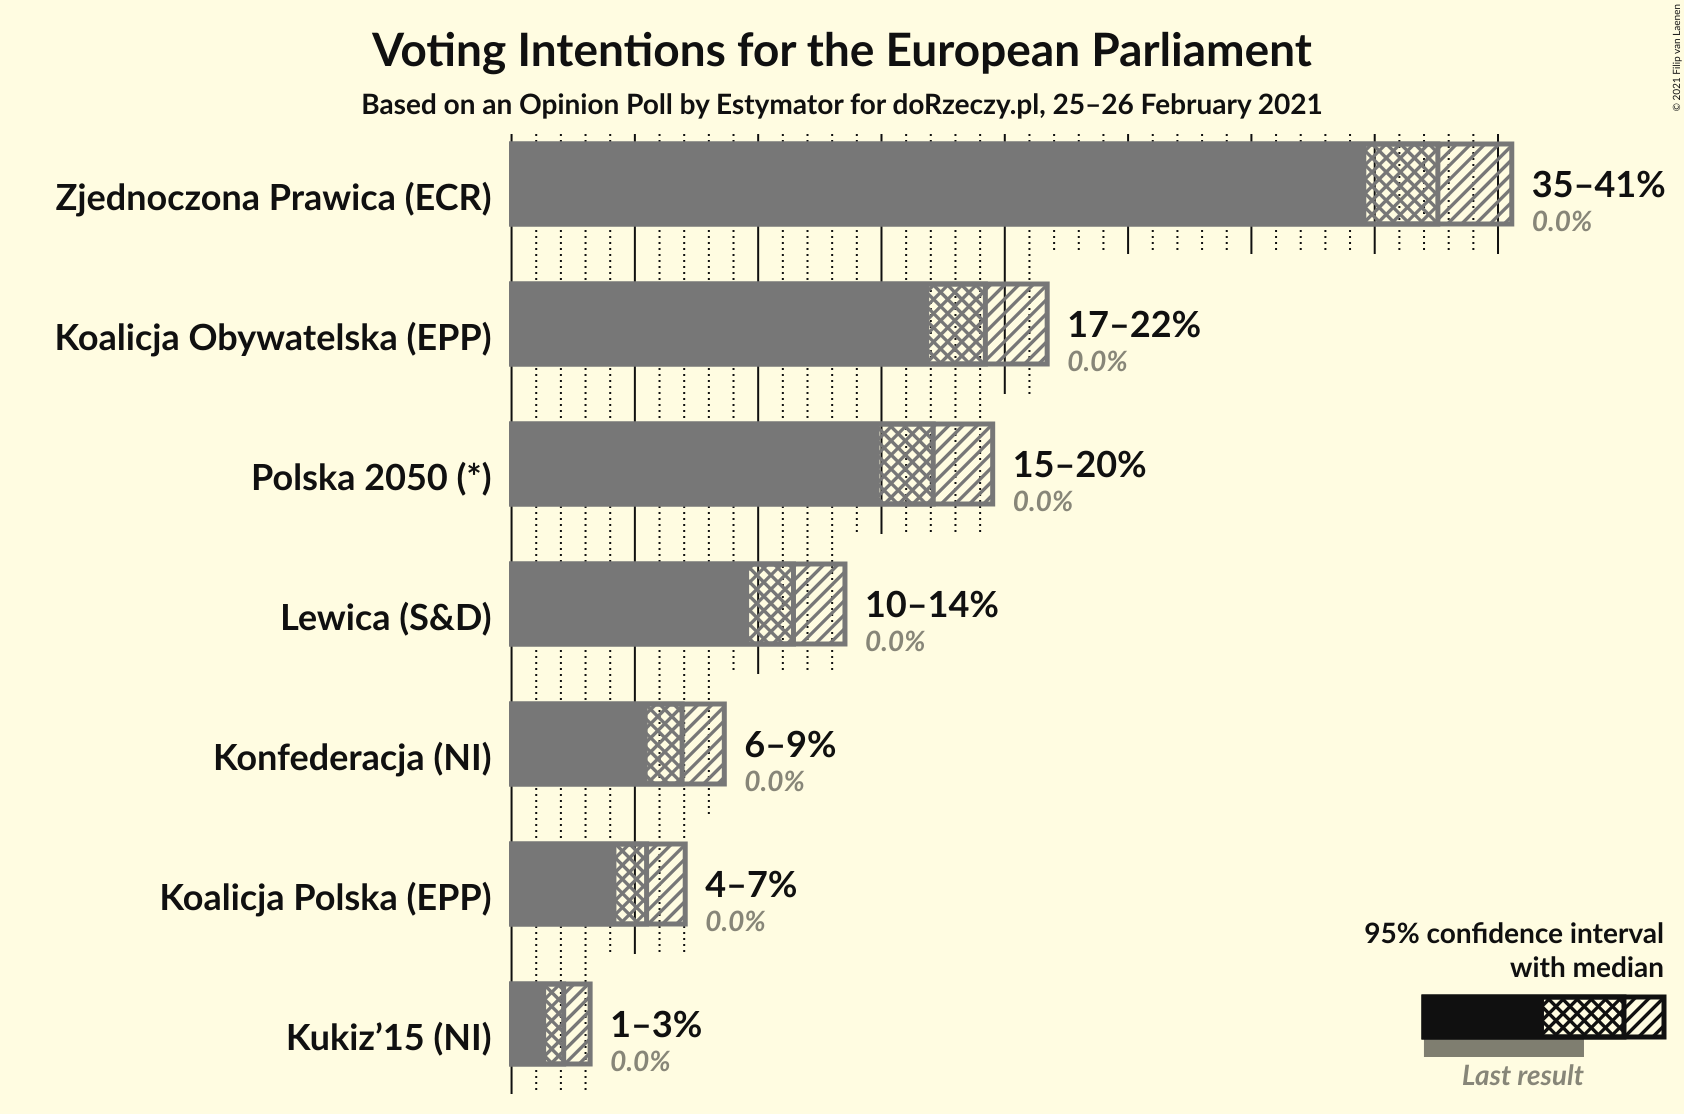 Voting Intentions for the European Parliament
Based on an Opinion Poll by Estymator for doRzeczy.pl, 25–26 February 2021
© 2021 Filip van Laenen
Zjednoczona Prawica (ECR)
35–41%
0.0%
Koalicja Obywatelska (EPP)
17–22%
0.0%
Polska 2050 (*)
15–20%
0.0%
Lewica (S&D)
10–14%
0.0%
Konfederacja (NI)
6–9%
0.0%
Koalicja Polska (EPP)
4–7%
0.0%
Kukiz’15 (NI)
1–3%
0.0%
95% confidence interval
with median
Last result